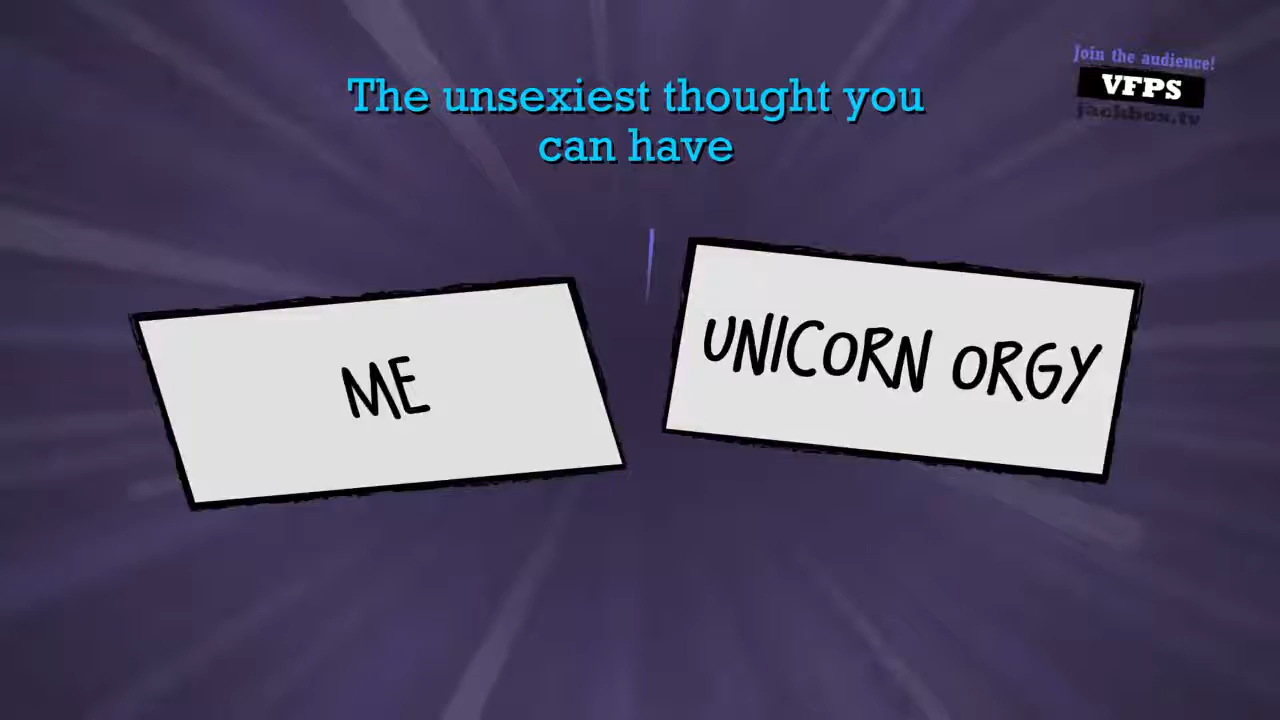 Join the audience!
VFPS
jackbox.tv
The unsexiest thought you
can have
ME
UNICORN ORGY